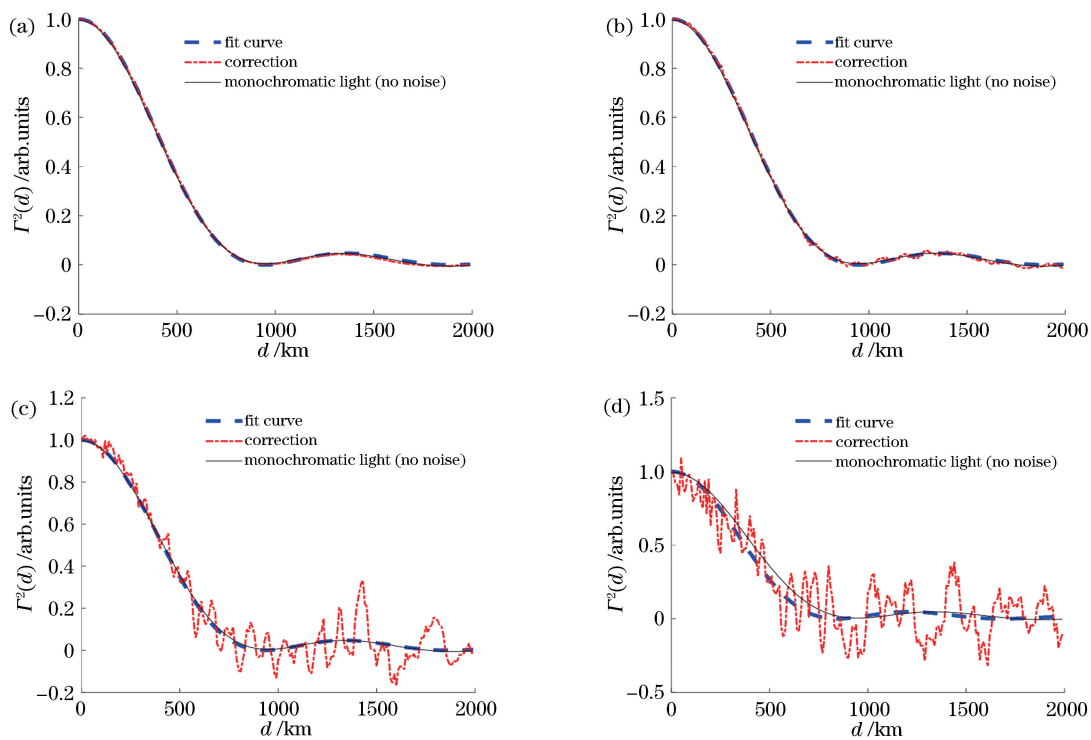 (a)
1.0
0.8
0.6
0.4
0.2
0
−0.2
Γ²(d) /arb.units
fit curve
correction
monochromatic light (no noise)
0 500 1000 1500 2000
d /km
(b)
1.0
0.8
0.6
0.4
0.2
0
−0.2
Γ²(d) /arb.units
fit curve
correction
monochromatic light (no noise)
0 500 1000 1500 2000
d /km
(c)
1.2
1.0
0.8
0.6
0.4
0.2
0
−0.2
Γ²(d) /arb.units
fit curve
correction
monochromatic light (no noise)
0 500 1000 1500 2000
d /km
(d)
1.5
1.0
0.5
0
−0.5
Γ²(d) /arb.units
fit curve
correction
monochromatic light (no noise)
0 500 1000 1500 2000
d /km